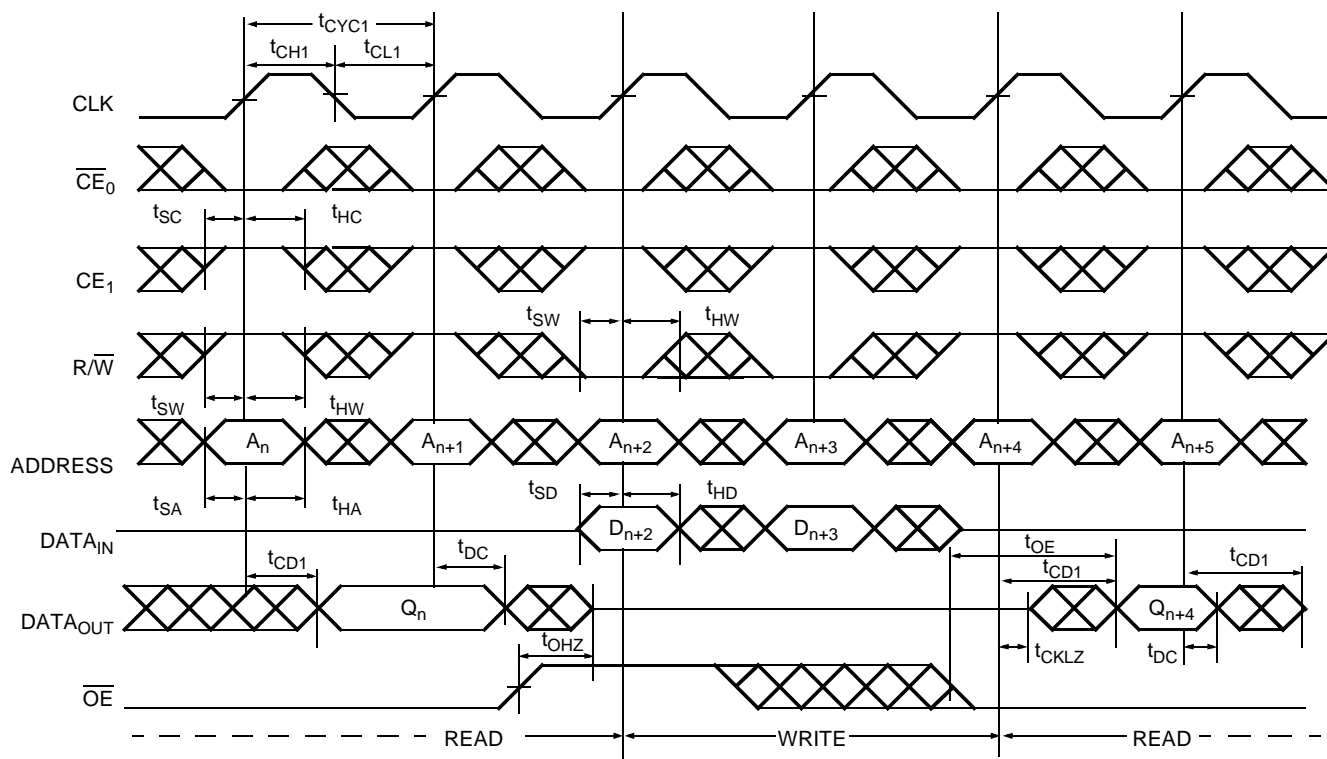 tCYC1
tCH1 tCL1
CLK
CE0
tSC tHC
CE1
tSW tHW
R/W
tSW tHW
An An+1 An+2 An+3 An+4 An+5
ADDRESS
tSA tHA tSD tHD
DATAIN Dn+2 Dn+3
tOE
tCD1 tDC tCD1 tCD1
DATAOUT Qn Qn+4
tOHZ tCKLZ tDC
OE
READ WRITE READ